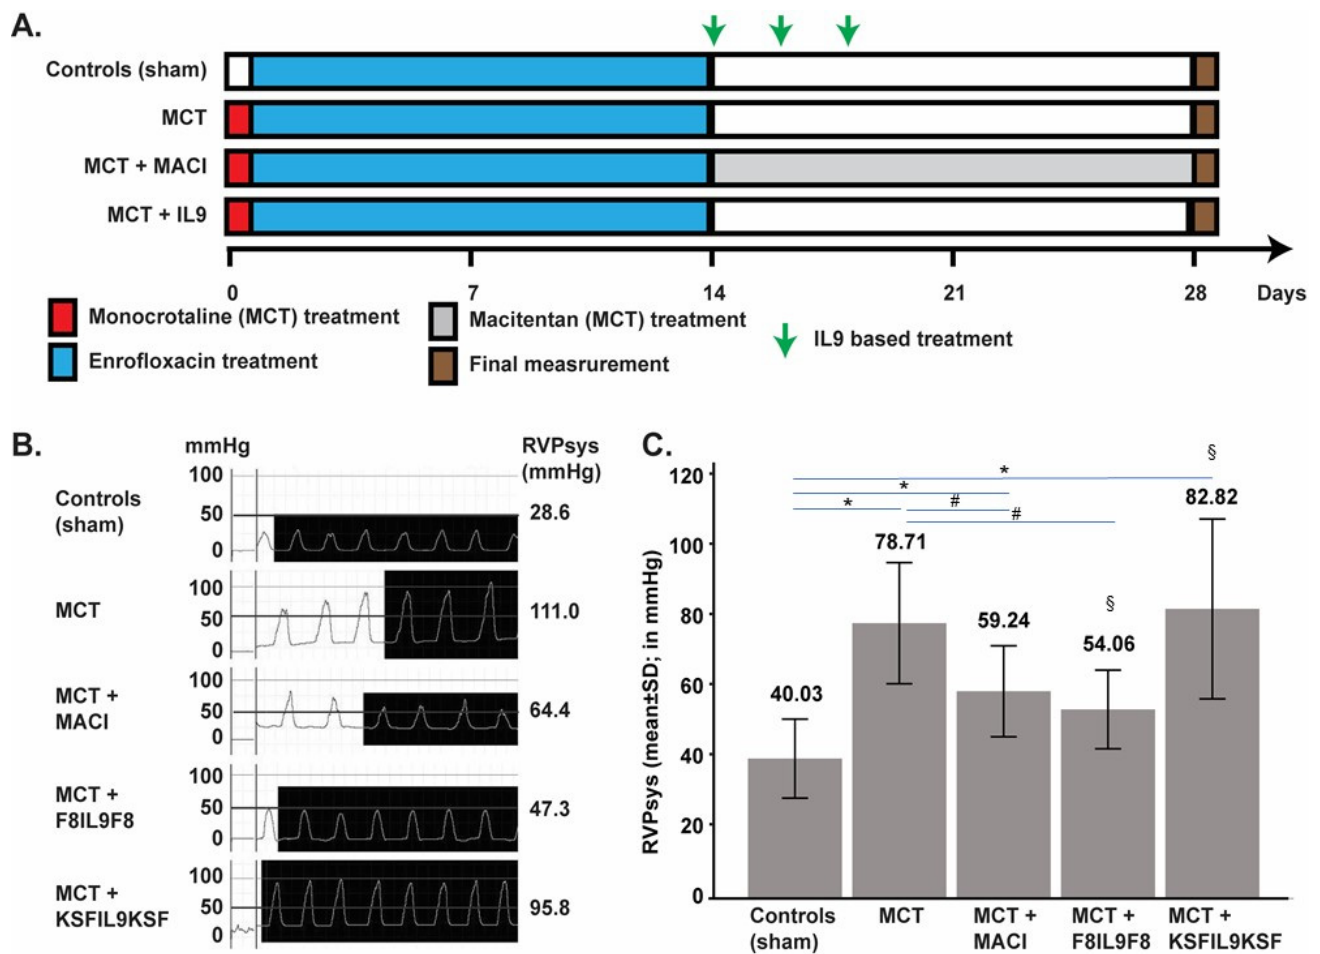 A.
Controls (sham)
MCT
MCT + MACI
MCT + IL9
0 7 14 21 28 Days
Monocrotaline (MCT) treatment
Macitentan (MCT) treatment
IL9 based treatment
Enrofloxacin treatment
Final measrurement
B.
mmHg
RVPsys
(mmHg)
Controls
(sham)
100
50
0
28.6
MCT
100
50
0
111.0
MCT +
MACI
100
50
0
64.4
MCT +
F8IL9F8
100
50
0
47.3
MCT +
KSFIL9KSF
100
50
0
95.8
C.
RVPsys (mean±SD; in mmHg)
120
100
80
60
40
20
0
§
*
*
* #
#
82.82
78.71
§
59.24
54.06
40.03
Controls
(sham)
MCT
MCT +
MACI
MCT +
F8IL9F8
MCT +
KSFIL9KSF